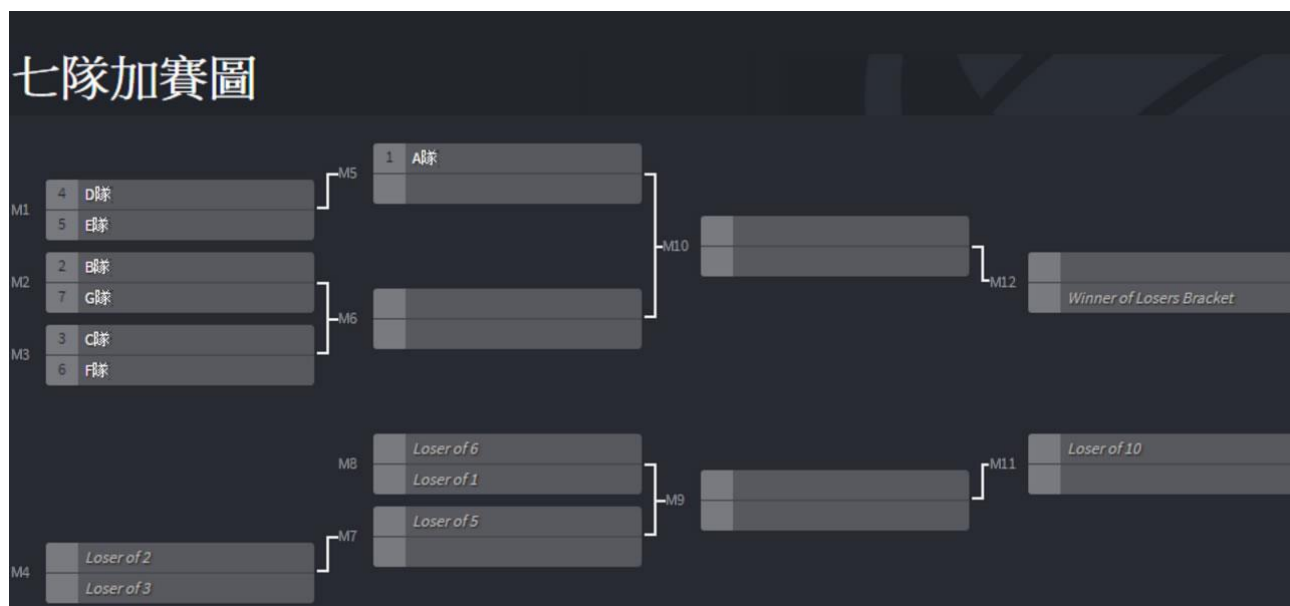 七隊加賽圖
M1
4 D隊
5 E隊
M2
2 B隊
7 G隊
M3
3 C隊
6 F隊
M5
1 A隊
M6
M10
M12
Winner of Losers Bracket
M4
Loser of 2
Loser of 3
M8
Loser of 6
Loser of 1
M7
Loser of 5
M9
M11
Loser of 10